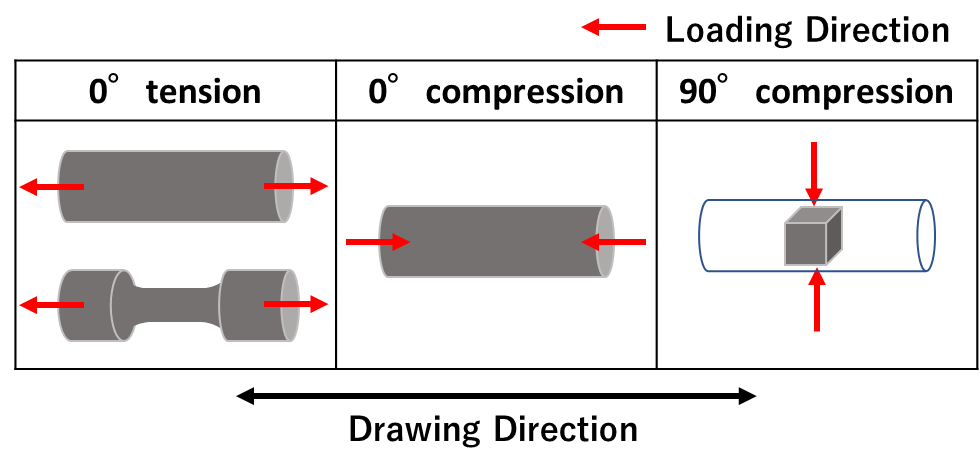 Loading Direction
0° tension
0° compression
90° compression
Drawing Direction